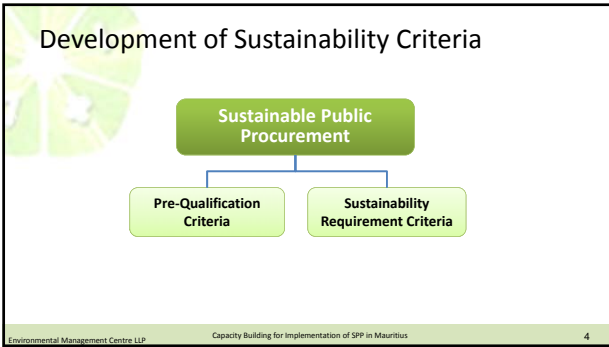 Development of Sustainability Criteria
Sustainable Public
Procurement
Pre-Qualification
Criteria
Sustainability
Requirement Criteria
Environmental Management Centre LLP
Capacity Building for Implementation of SPP in Mauritius
4